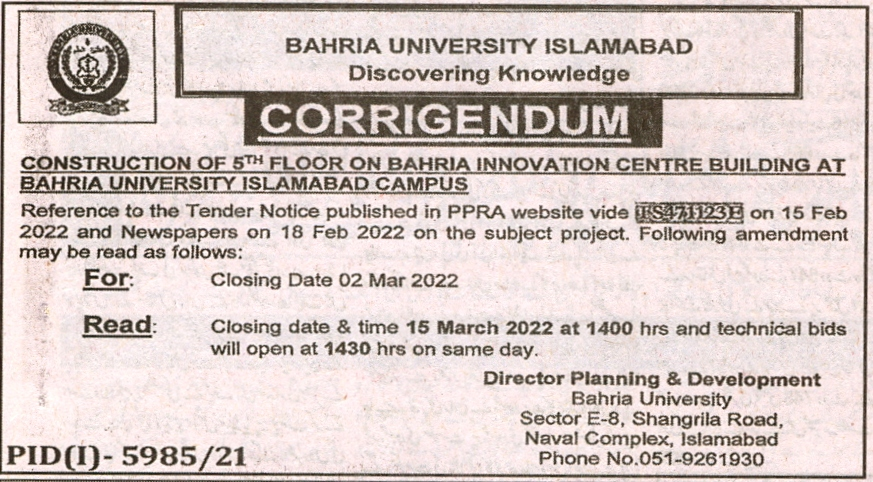 BAHRIA UNIVERSITY ISLAMABAD
Discovering Knowledge
CORRIGENDUM
CONSTRUCTION OF 5TH FLOOR ON BAHRIA INNOVATION CENTRE BUILDING AT
BAHRIA UNIVERSITY ISLAMABAD CAMPUS
Reference to the Tender Notice published in PPRA website vide TS471123E on 15 Feb
2022 and Newspapers on 18 Feb 2022 on the subject project. Following amendment
may be read as follows:
For: Closing Date 02 Mar 2022
Read: Closing date & time 15 March 2022 at 1400 hrs and technical bids
will open at 1430 hrs on same day.
Director Planning & Development
Bahria University
Sector E-8, Shangrila Road,
Naval Complex, Islamabad
Phone No.051-9261930
PID(I)- 5985/21